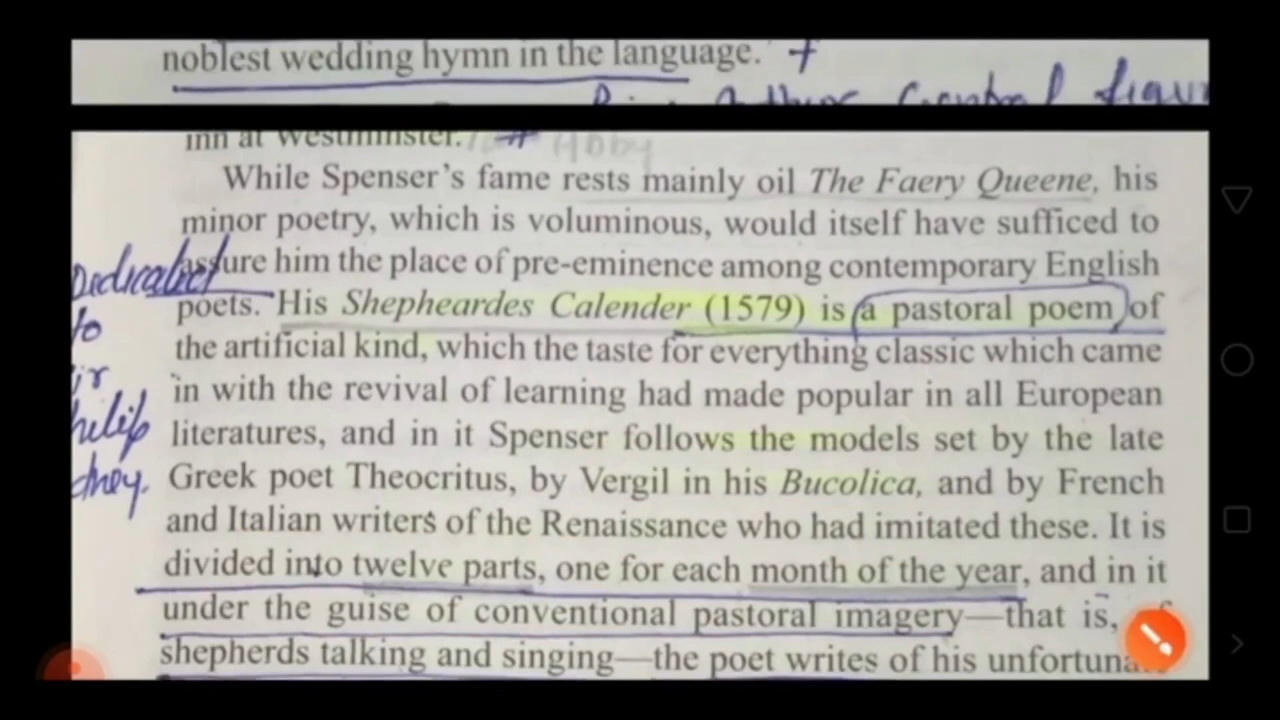 noblest wedding hymn in the language. +
Central figur
inn at Westminster.
Hoby
While Spenser's fame rests mainly oil The Faery Queene, his
minor poetry, which is voluminous, would itself have sufficed to
assure him the place of pre-eminence among contemporary English
poets. His Shepheardes Calender (1579) is a pastoral poem of
the artificial kind, which the taste for everything classic which came
in with the revival of learning had made popular in all European
literatures, and in it Spenser follows the models set by the late
Greek poet Theocritus, by Vergil in his Bucolica, and by French
and Italian writers of the Renaissance who had imitated these. It is
divided into twelve parts, one for each month of the year, and in it
under the guise of conventional pastoral imagery—that is,
shepherds talking and singing—the poet writes of his unfortuna
Dedicated
to
ir
hilip
dney.